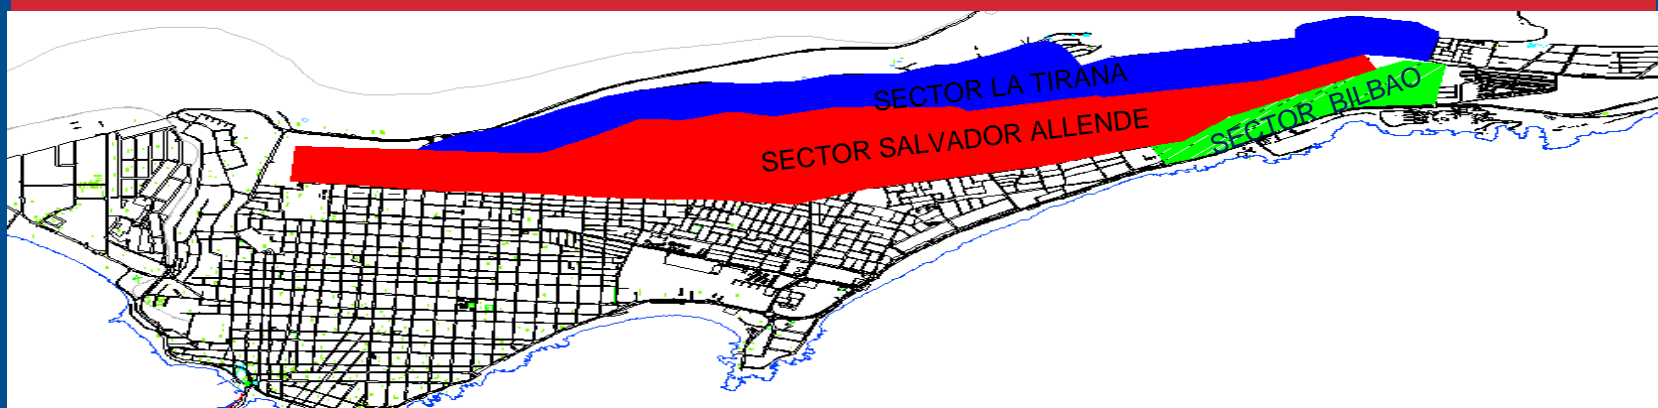 SECTOR LA TIRANA
SECTOR SALVADOR ALLENDE
SECTOR BILBAO